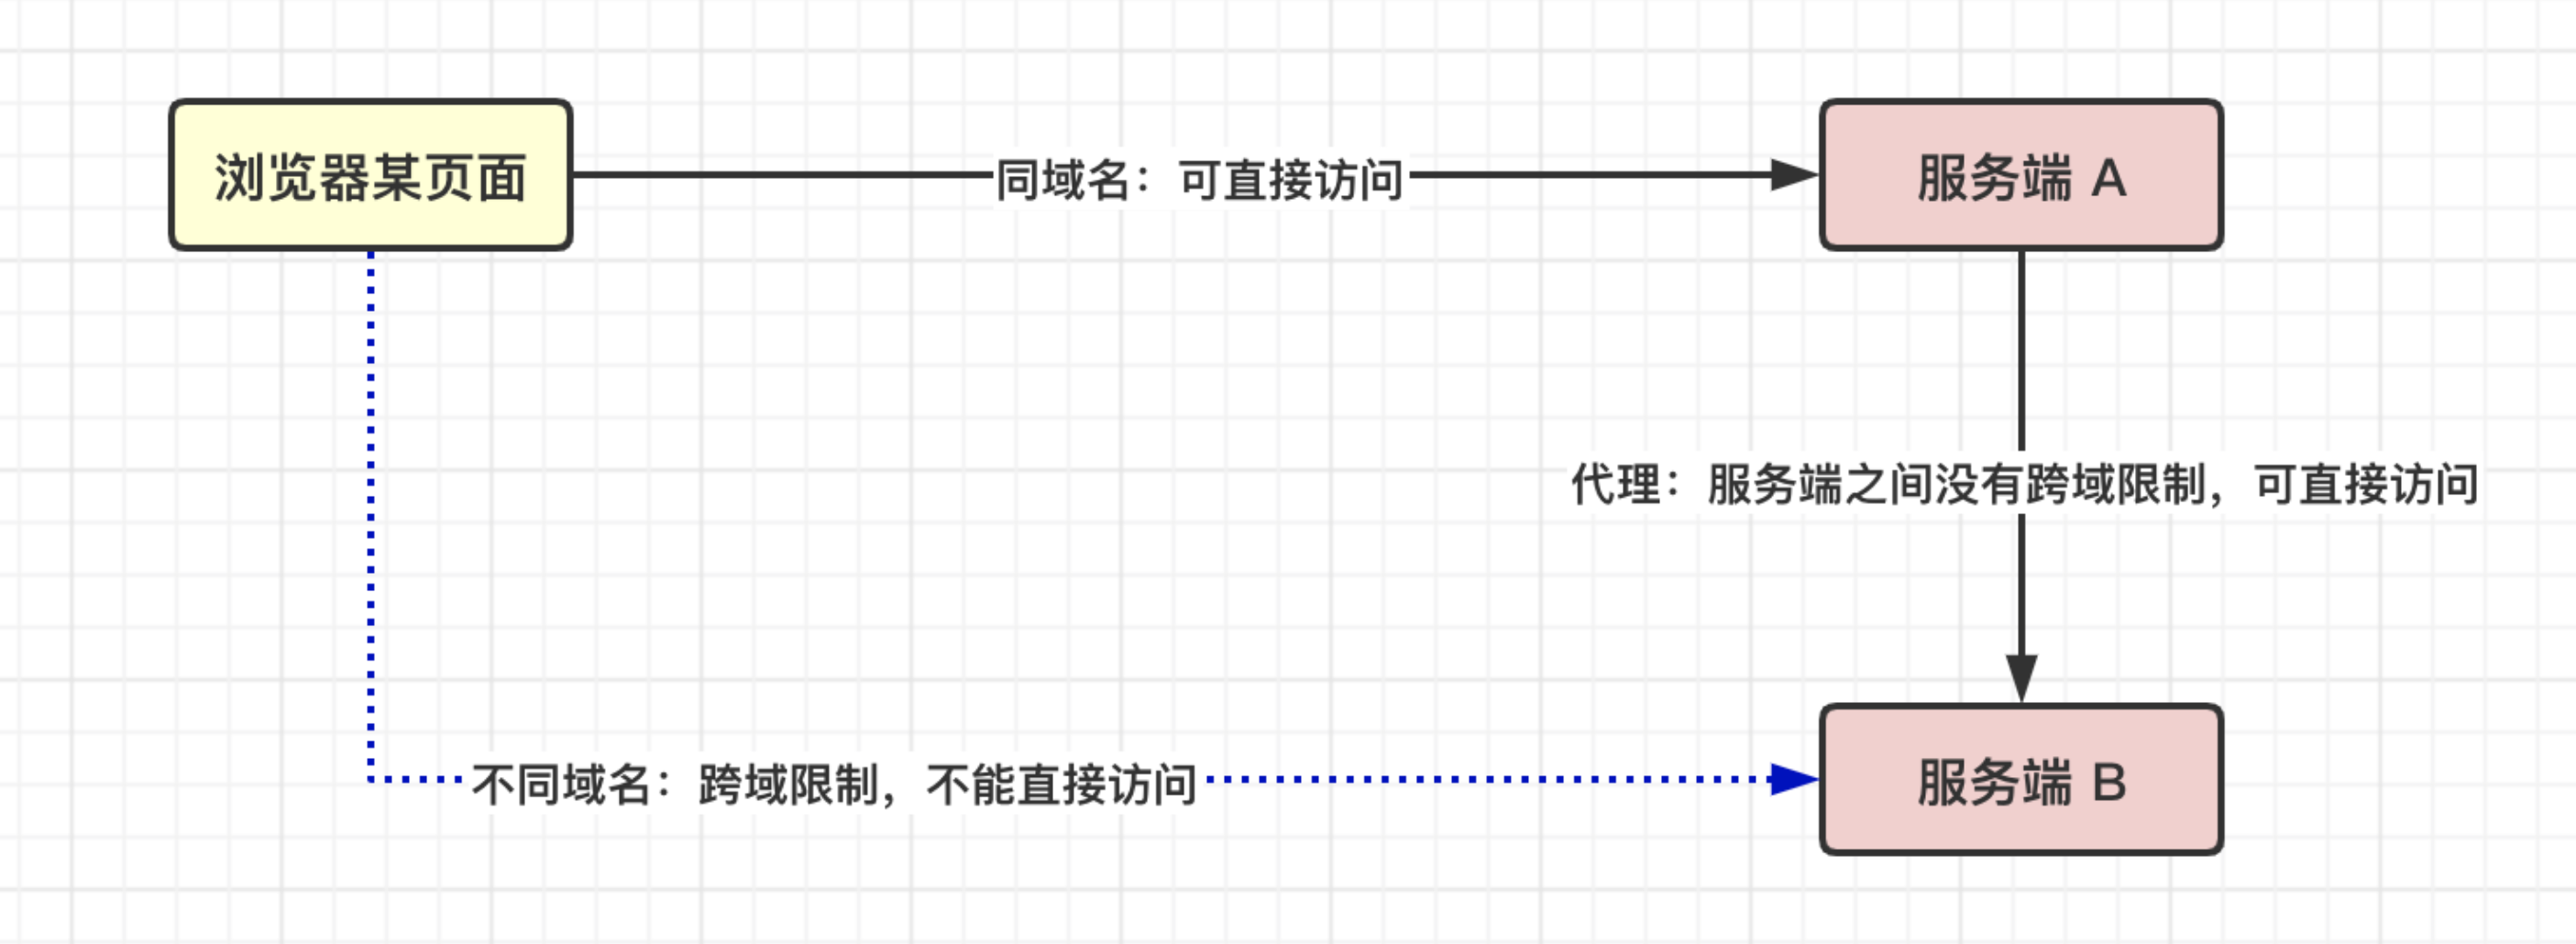 浏览器某页面
同域名：可直接访问
服务端 A
代理：服务端之间没有跨域限制，可直接访问
不同域名：跨域限制，不能直接访问
服务端 B